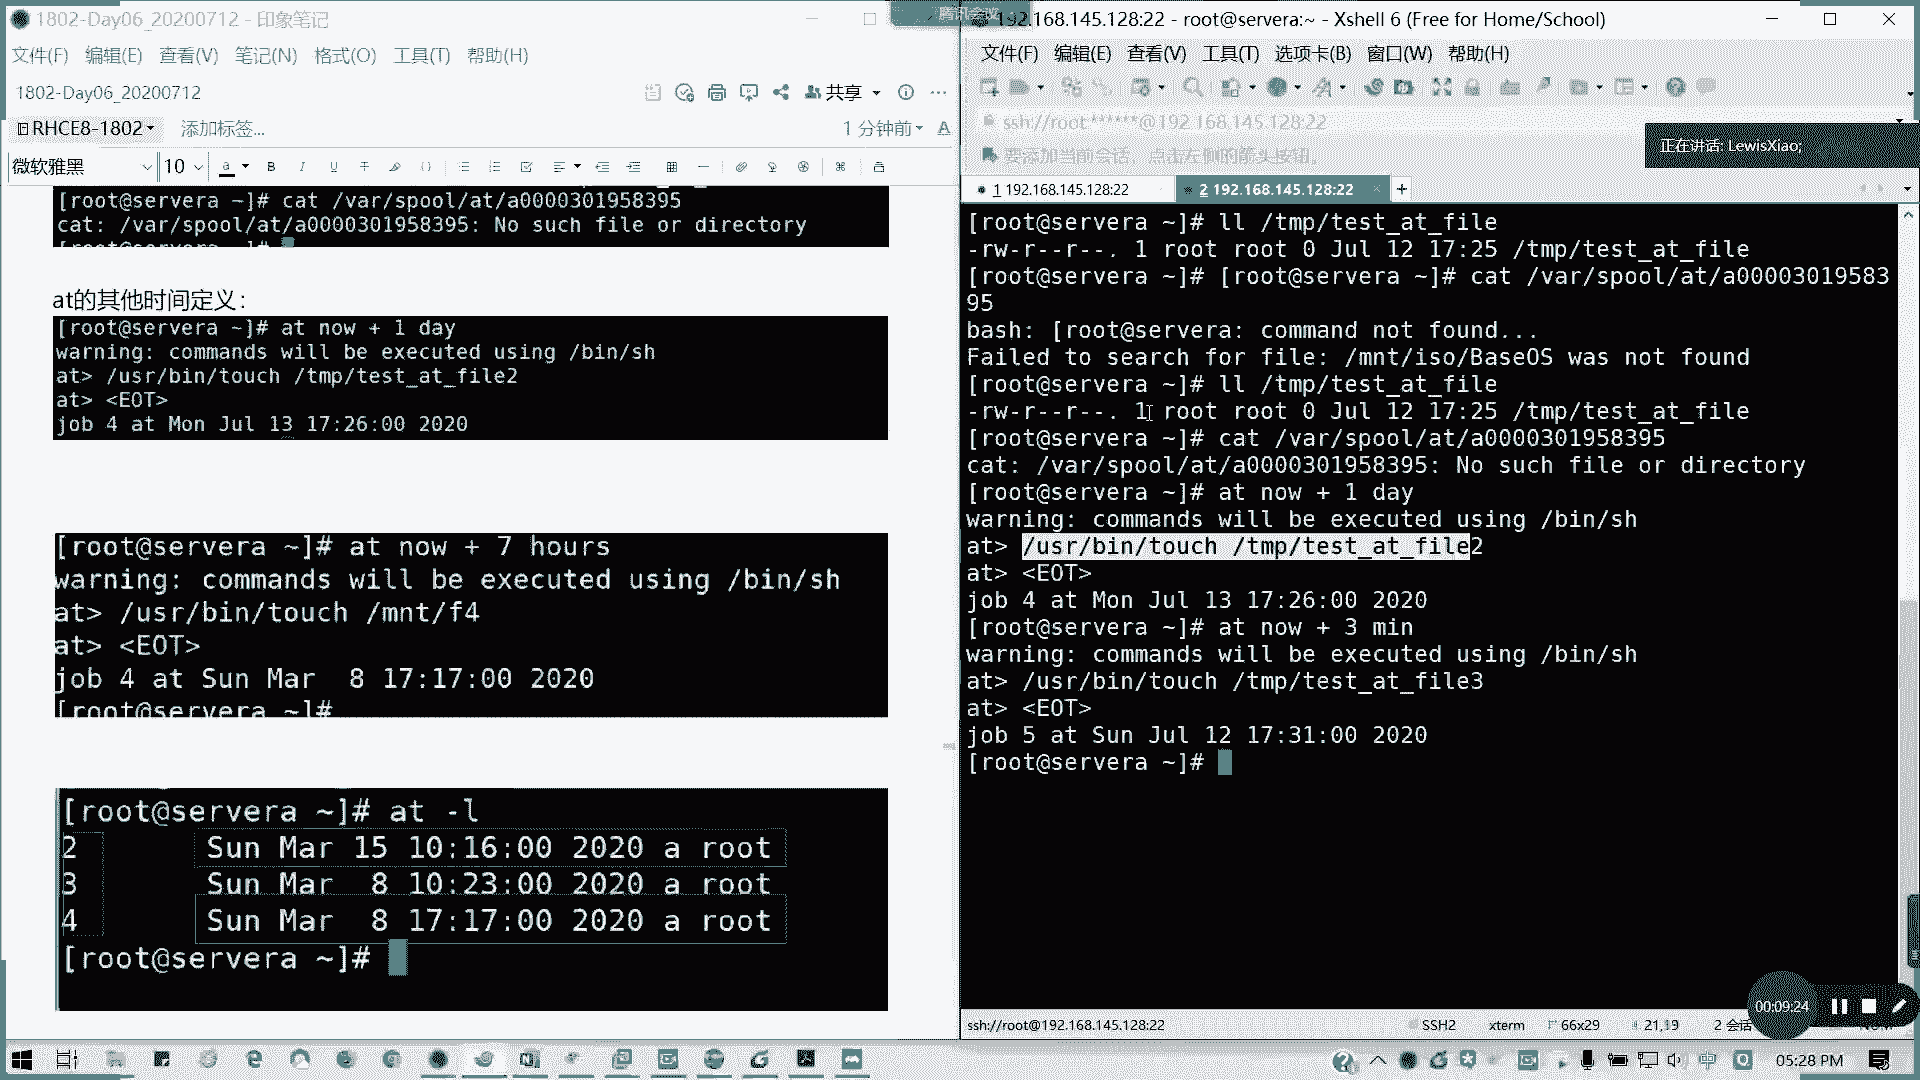 1802-Day06_20200712 - 印象笔记
文件(F) 编辑(E) 查看(V) 笔记(N) 格式(O) 工具(T) 帮助(H)
1802-Day06_20200712
共享
RHCE8-1802 添加标签...
1 分钟前
微软雅黑 10
[root@servera ~]# cat /var/spool/at/a0000301958395
cat: /var/spool/at/a0000301958395: No such file or directory
[root@servera ~]#
at的其他时间定义：
[root@servera ~]# at now + 1 day
warning: commands will be executed using /bin/sh
at> /usr/bin/touch /tmp/test_at_file2
at> <EOT>
job 4 at Mon Jul 13 17:26:00 2020
[root@servera ~]# at now + 7 hours
warning: commands will be executed using /bin/sh
at> /usr/bin/touch /mnt/f4
at> <EOT>
job 4 at Sun Mar  8 17:17:00 2020
[root@servera ~]#
[root@servera ~]# at -l
2 Sun Mar 15 10:16:00 2020 a root
3 Sun Mar  8 10:23:00 2020 a root
4 Sun Mar  8 17:17:00 2020 a root
[root@servera ~]#
腾讯会议
192.168.145.128:22 - root@servera:~ - Xshell 6 (Free for Home/School)
文件(F) 编辑(E) 查看(V) 工具(T) 选项卡(B) 窗口(W) 帮助(H)
ssh://root:******@192.168.145.128:22
要添加当前会话，点击左侧的箭头按钮。
正在讲话: LewisXiao;
1 192.168.145.128:22 2 192.168.145.128:22
[root@servera ~]# ll /tmp/test_at_file
-rw-r--r--. 1 root root 0 Jul 12 17:25 /tmp/test_at_file
[root@servera ~]# [root@servera ~]# cat /var/spool/at/a00003019583
95
bash: [root@servera: command not found...
Failed to search for file: /mnt/iso/BaseOS was not found
[root@servera ~]# ll /tmp/test_at_file
-rw-r--r--. 1 root root 0 Jul 12 17:25 /tmp/test_at_file
[root@servera ~]# cat /var/spool/at/a0000301958395
cat: /var/spool/at/a0000301958395: No such file or directory
[root@servera ~]# at now + 1 day
warning: commands will be executed using /bin/sh
at> /usr/bin/touch /tmp/test_at_file2
at> <EOT>
job 4 at Mon Jul 13 17:26:00 2020
[root@servera ~]# at now + 3 min
warning: commands will be executed using /bin/sh
at> /usr/bin/touch /tmp/test_at_file3
at> <EOT>
job 5 at Sun Jul 12 17:31:00 2020
[root@servera ~]#
00:09:24
ssh://root@192.168.145.128:22 SSH2 xterm 66x29 21,19 2 会话
中 05:28 PM